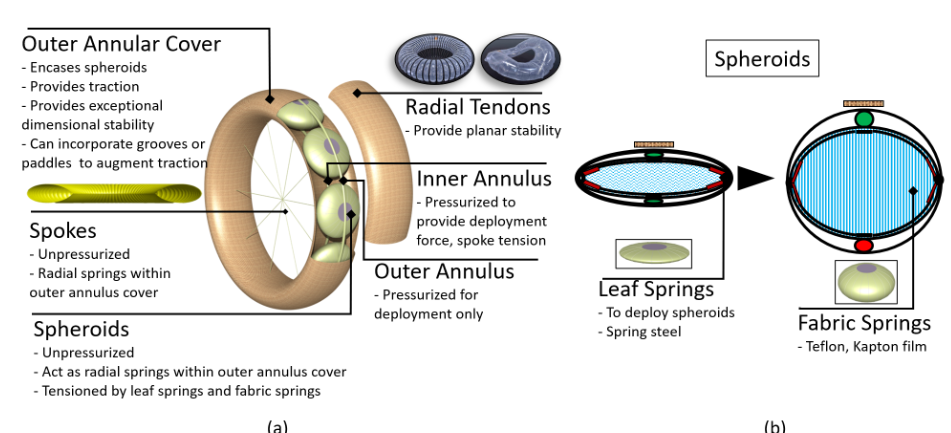 Outer Annular Cover
- Encases spheroids
- Provides traction
- Provides exceptional
dimensional stability
- Can incorporate grooves or
paddles to augment traction
Spokes
- Unpressurized
- Radial springs within
outer annulus cover
Spheroids
- Unpressurized
- Act as radial springs within outer annulus cover
- Tensioned by leaf springs and fabric springs
Radial Tendons
- Provide planar stability
Inner Annulus
- Pressurized to
provide deployment
force, spoke tension
Outer Annulus
- Pressurized for
deployment only
(a)
Spheroids
Leaf Springs
- To deploy spheroids
- Spring steel
Fabric Springs
- Teflon, Kapton film
(b)